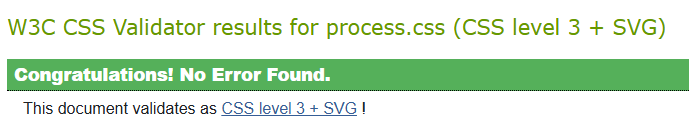 W3C CSS Validator results for process.css (CSS level 3 + SVG)
Congratulations! No Error Found.
This document validates as CSS level 3 + SVG !